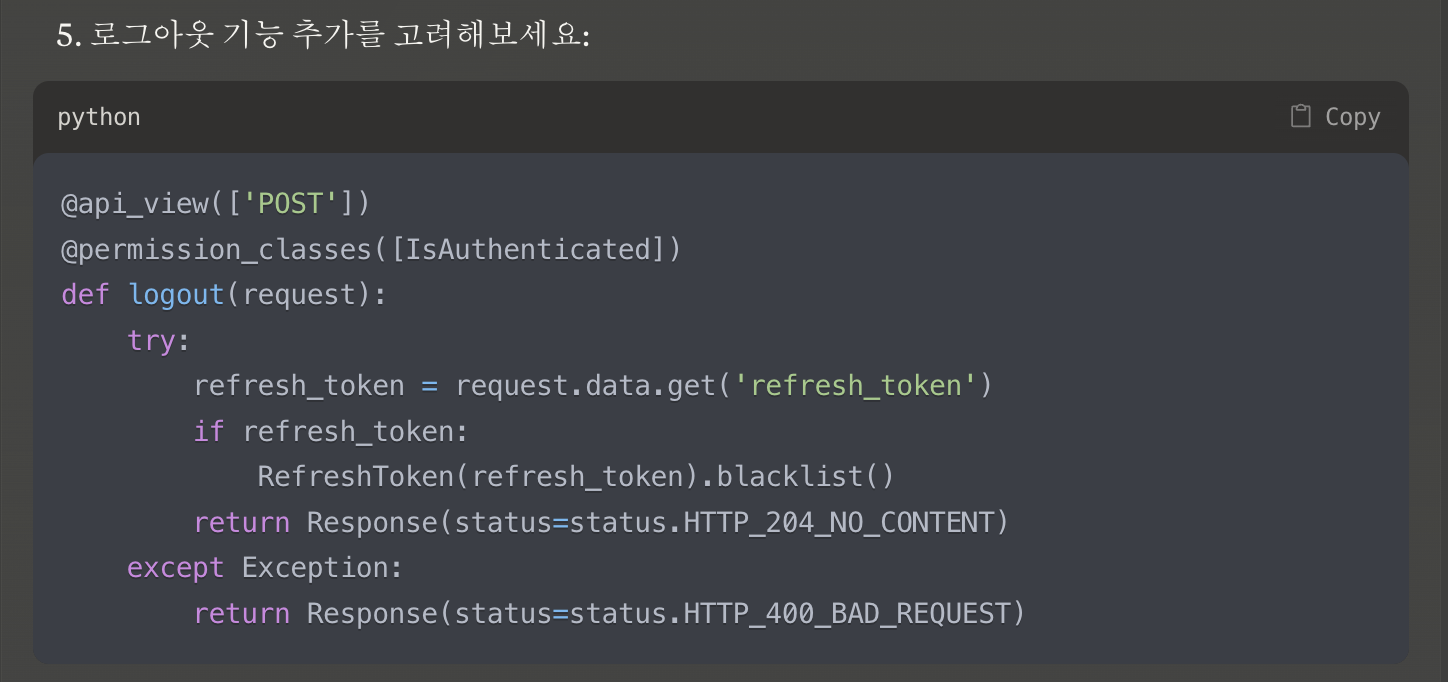 5. 로그아웃 기능 추가를 고려해보세요:
python
Copy
@api_view(['POST'])
@permission_classes([IsAuthenticated])
def logout(request):
    try:
        refresh_token = request.data.get('refresh_token')
        if refresh_token:
            RefreshToken(refresh_token).blacklist()
        return Response(status=status.HTTP_204_NO_CONTENT)
    except Exception:
        return Response(status=status.HTTP_400_BAD_REQUEST)